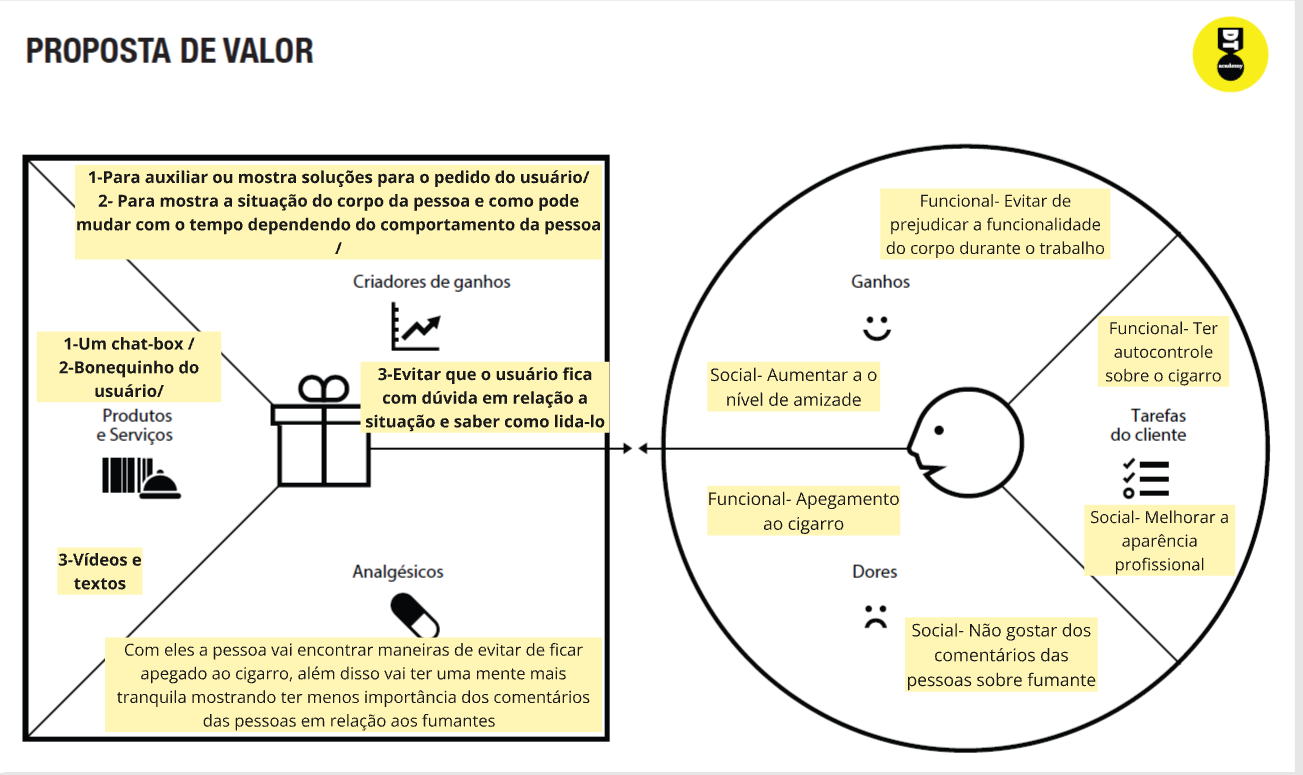 PROPOSTA DE VALOR
DT
academy
1-Para auxiliar ou mostra soluções para o pedido do usuário/
2- Para mostra a situação do corpo da pessoa e como pode
mudar com o tempo dependendo do comportamento da pessoa
/
Criadores de ganhos
1-Um chat-box /
2-Bonequinho do
usuário/
3-Evitar que o usuário fica
com dúvida em relação a
situação e saber como lida-lo
Produtos
e Serviços
3-Vídeos e
textos
Analgésicos
Com eles a pessoa vai encontrar maneiras de evitar de ficar
apegado ao cigarro, além disso vai ter uma mente mais
tranquila mostrando ter menos importância dos comentários
das pessoas em relação aos fumantes
Funcional- Evitar de
prejudicar a funcionalidade
do corpo durante o trabalho
Ganhos
Social- Aumentar a o
nível de amizade
Funcional- Ter
autocontrole
sobre o cigarro
Tarefas
do cliente
Social- Melhorar a
aparência
profissional
Funcional- Apegamento
ao cigarro
Dores
Social- Não gostar dos
comentários das
pessoas sobre fumante